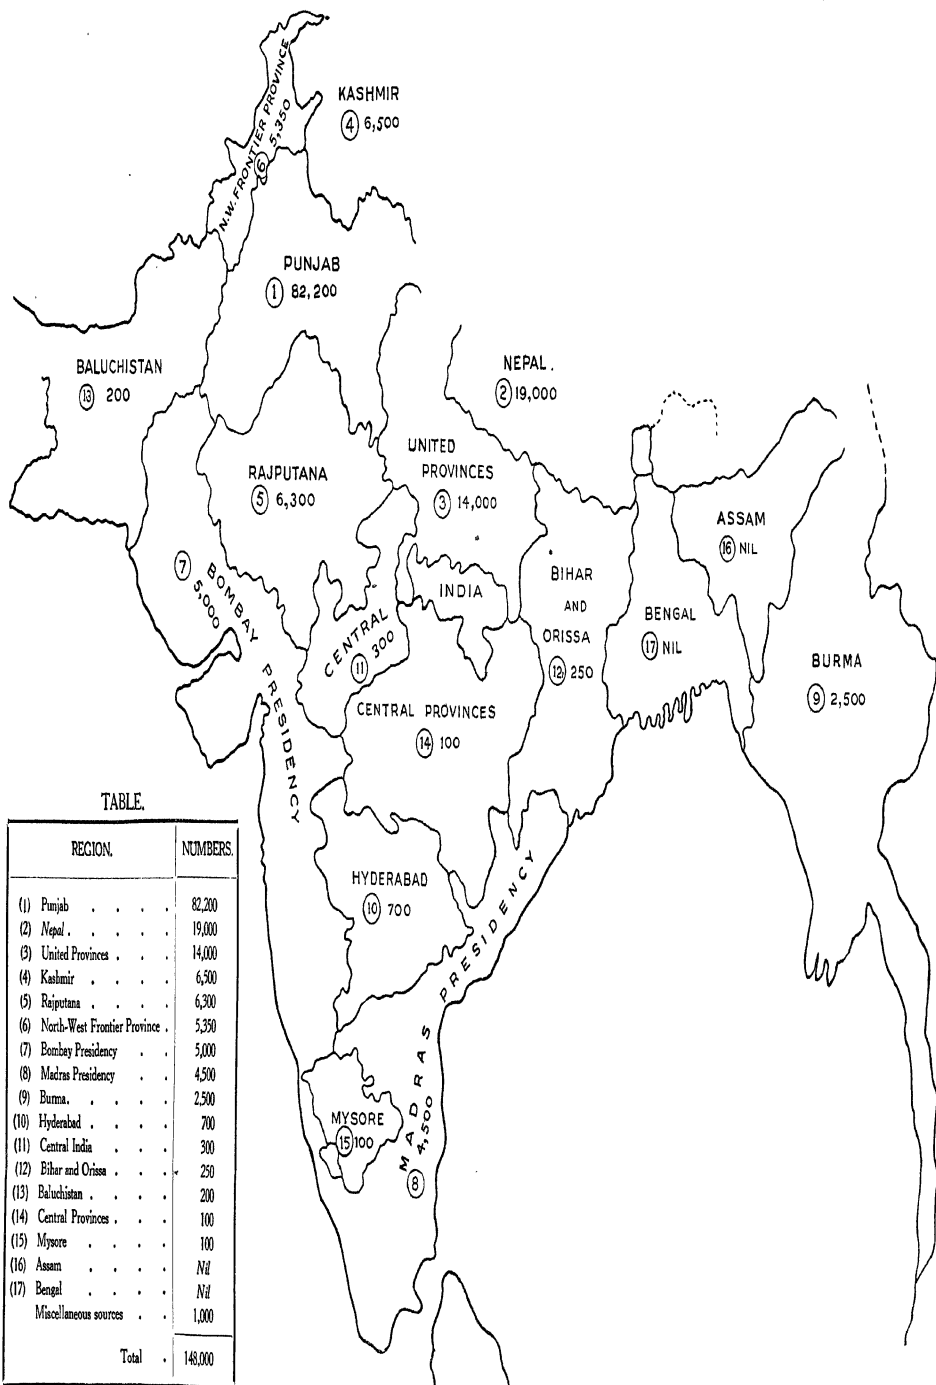 N.W. FRONTIER PROVINCE
6 5,350
KASHMIR
4 6,500
PUNJAB
1 82,200
BALUCHISTAN
13 200
NEPAL.
2 19,000
UNITED
PROVINCES
3 14,000
RAJPUTANA
5 6,300
ASSAM
16 NIL
7 5,000
BOMBAY PRESIDENCY
CENTRAL INDIA
11 300
BIHAR
AND
ORISSA
12 250
BENGAL
17 NIL
BURMA
9 2,500
CENTRAL PROVINCES
14 100
HYDERABAD
10 700
MADRAS PRESIDENCY
8 4,500
MYSORE
15 100
TABLE.
REGION. NUMBERS.
(1) Punjab . . . . 82,200
(2) Nepal . . . . . 19,000
(3) United Provinces . . . 14,000
(4) Kashmir . . . . 6,500
(5) Rajputana . . . . 6,300
(6) North-West Frontier Province . 5,350
(7) Bombay Presidency . . 5,000
(8) Madras Presidency . . 4,500
(9) Burma. . . . . 2,500
(10) Hyderabad . . . . 700
(11) Central India . . . 300
(12) Bihar and Orissa . . . 250
(13) Baluchistan . . . . 200
(14) Central Provinces . . . 100
(15) Mysore . . . . 100
(16) Assam . . . . Nil
(17) Bengal . . . . Nil
Miscellaneous sources . . 1,000
Total . 148,000